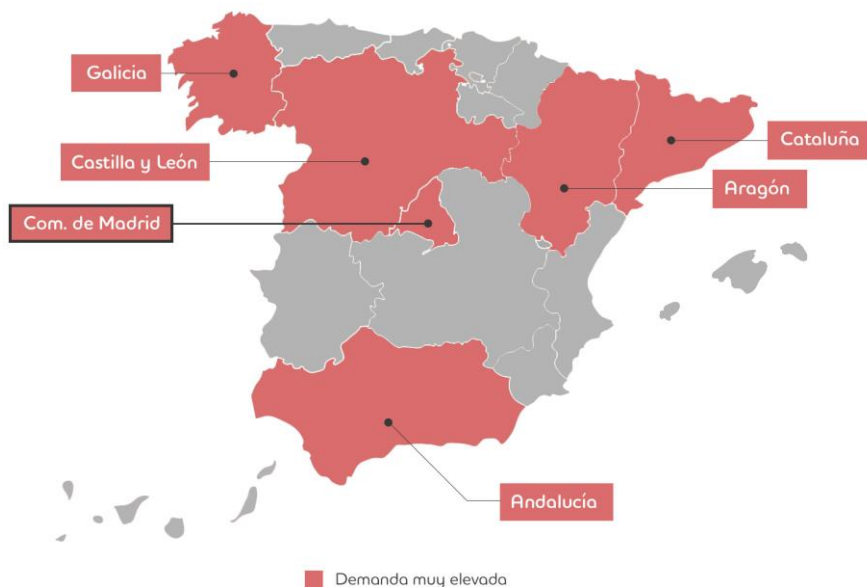 Galicia
Cataluña
Castilla y León
Aragón
Com. de Madrid
Andalucía
Demanda muy elevada